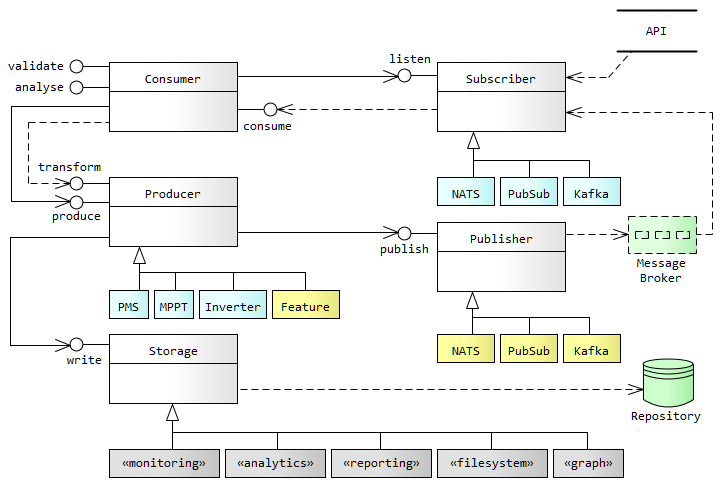 API
listen
validate
Consumer
Subscriber
analyse
consume
transform
Producer
NATS
PubSub
Kafka
produce
publish
Publisher
Message
Broker
PMS
MPPT
Inverter
Feature
write
Storage
NATS
PubSub
Kafka
Repository
«monitoring»
«analytics»
«reporting»
«filesystem»
«graph»